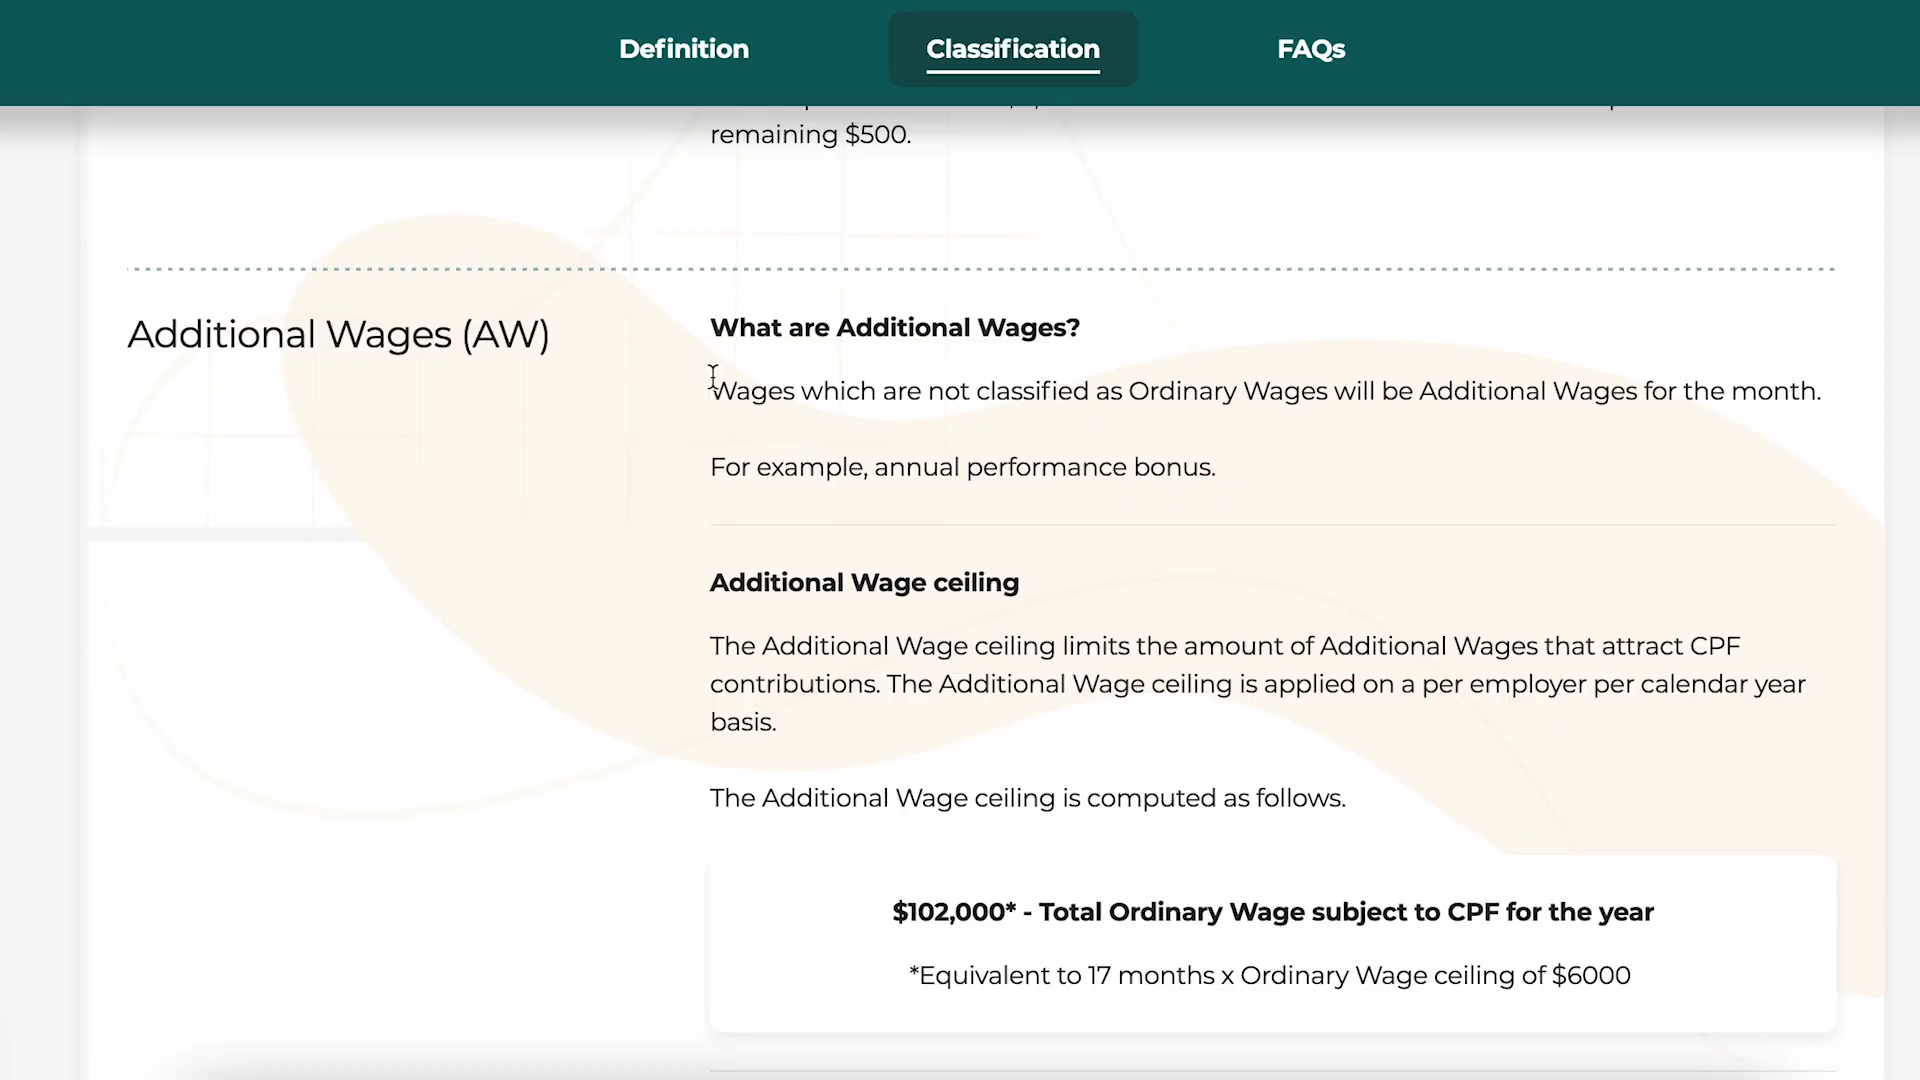 Definition
Classification
FAQs
remaining $500.
Additional Wages (AW)
What are Additional Wages?
Wages which are not classified as Ordinary Wages will be Additional Wages for the month.
For example, annual performance bonus.
Additional Wage ceiling
The Additional Wage ceiling limits the amount of Additional Wages that attract CPF
contributions. The Additional Wage ceiling is applied on a per employer per calendar year
basis.
The Additional Wage ceiling is computed as follows.
$102,000* - Total Ordinary Wage subject to CPF for the year
*Equivalent to 17 months x Ordinary Wage ceiling of $6000